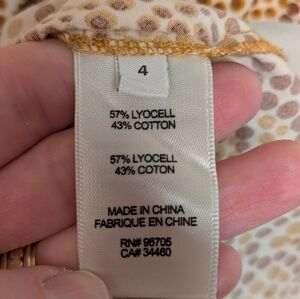 4
57% LYOCELL
43% COTTON
57% LYOCELL
43% COTON
MADE IN CHINA
FABRIQUE EN CHINE
RN# 96705
CA# 34460